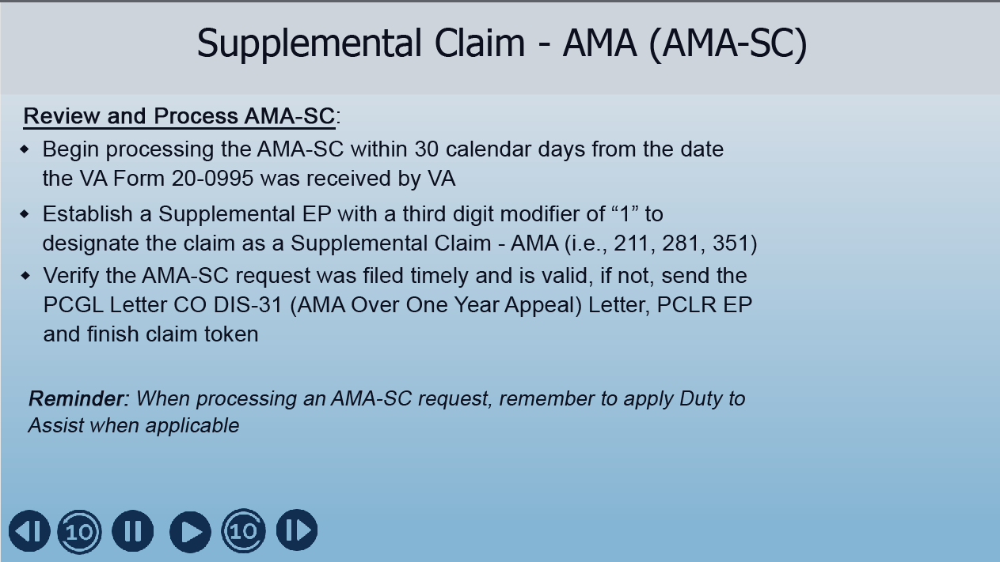 Supplemental Claim - AMA (AMA-SC)
Review and Process AMA-SC:
◆ Begin processing the AMA-SC within 30 calendar days from the date
the VA Form 20-0995 was received by VA
◆ Establish a Supplemental EP with a third digit modifier of “1” to
designate the claim as a Supplemental Claim - AMA (i.e., 211, 281, 351)
◆ Verify the AMA-SC request was filed timely and is valid, if not, send the
PCGL Letter CO DIS-31 (AMA Over One Year Appeal) Letter, PCLR EP
and finish claim token
Reminder: When processing an AMA-SC request, remember to apply Duty to
Assist when applicable
10 10